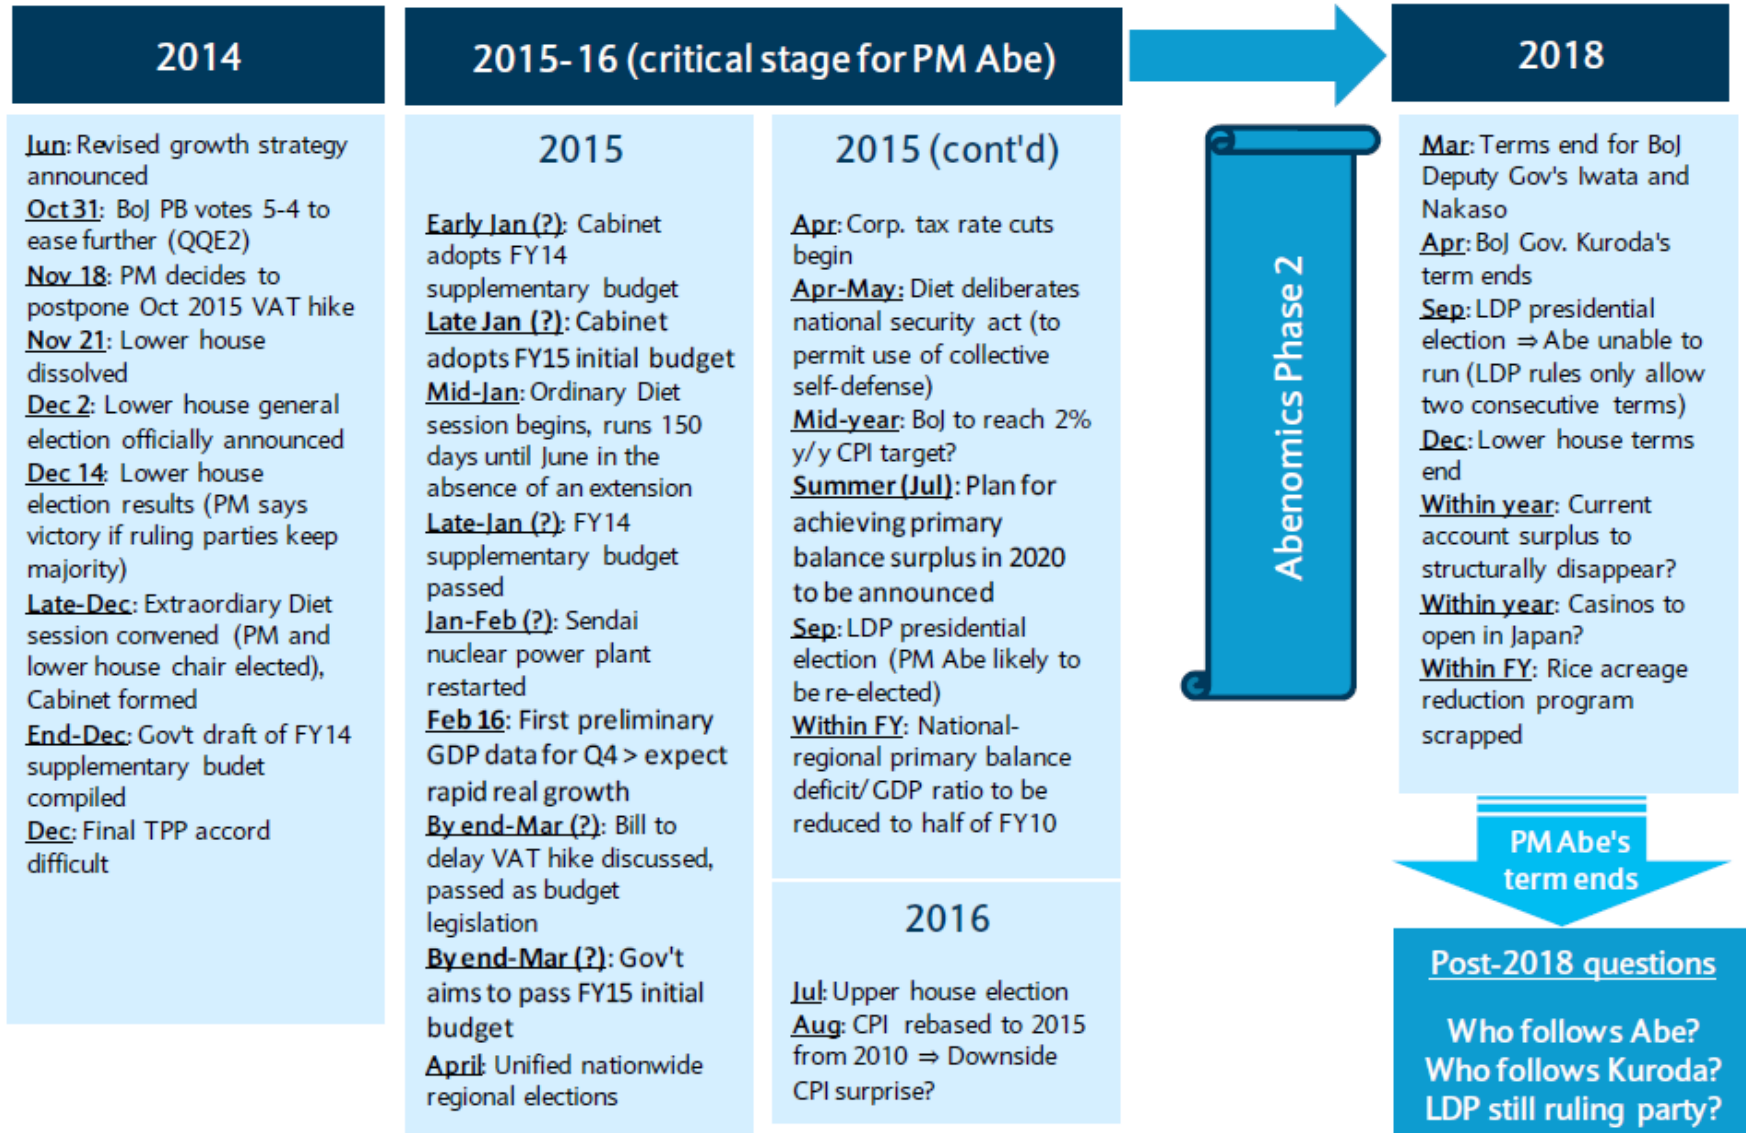 2014
Jun: Revised growth strategy
announced
Oct 31: BoJ PB votes 5-4 to
ease further (QQE2)
Nov 18: PM decides to
postpone Oct 2015 VAT hike
Nov 21: Lower house
dissolved
Dec 2: Lower house general
election officially announced
Dec 14: Lower house
election results (PM says
victory if ruling parties keep
majority)
Late-Dec: Extraordiary Diet
session convened (PM and
lower house chair elected),
Cabinet formed
End-Dec: Gov't draft of FY14
supplementary budet
compiled
Dec: Final TPP accord
difficult
2015-16 (critical stage for PM Abe)
2015
Early Jan (?): Cabinet
adopts FY14
supplementary budget
Late Jan (?): Cabinet
adopts FY15 initial budget
Mid-Jan: Ordinary Diet
session begins, runs 150
days until June in the
absence of an extension
Late-Jan (?): FY14
supplementary budget
passed
Jan-Feb (?): Sendai
nuclear power plant
restarted
Feb 16: First preliminary
GDP data for Q4 > expect
rapid real growth
By end-Mar (?): Bill to
delay VAT hike discussed,
passed as budget
legislation
By end-Mar (?): Gov't
aims to pass FY15 initial
budget
April: Unified nationwide
regional elections
2015 (cont'd)
Apr: Corp. tax rate cuts
begin
Apr-May: Diet deliberates
national security act (to
permit use of collective
self-defense)
Mid-year: BoJ to reach 2%
y/y CPI target?
Summer (Jul): Plan for
achieving primary
balance surplus in 2020
to be announced
Sep: LDP presidential
election (PM Abe likely to
be re-elected)
Within FY: National-
regional primary balance
deficit/GDP ratio to be
reduced to half of FY10
2016
Jul: Upper house election
Aug: CPI rebased to 2015
from 2010 ⇒ Downside
CPI surprise?
Abenomics Phase 2
2018
Mar: Terms end for BoJ
Deputy Gov's Iwata and
Nakaso
Apr: BoJ Gov. Kuroda's
term ends
Sep: LDP presidential
election ⇒ Abe unable to
run (LDP rules only allow
two consecutive terms)
Dec: Lower house terms
end
Within year: Current
account surplus to
structurally disappear?
Within year: Casinos to
open in Japan?
Within FY: Rice acreage
reduction program
scrapped
PM Abe's
term ends
Post-2018 questions
Who follows Abe?
Who follows Kuroda?
LDP still ruling party?